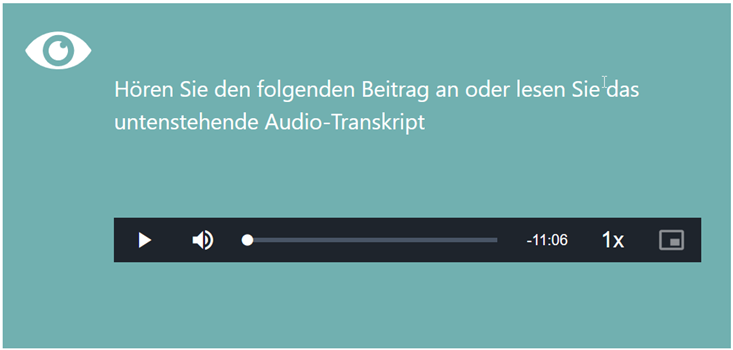 Hören Sie den folgenden Beitrag an oder lesen Sie das
untenstehende Audio-Transkript
-11:06 1x